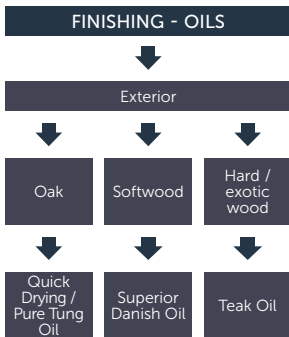 FINISHING - OILS
Exterior
Oak
Softwood
Hard /
exotic
wood
Quick
Drying /
Pure Tung
Oil
Superior
Danish Oil
Teak Oil